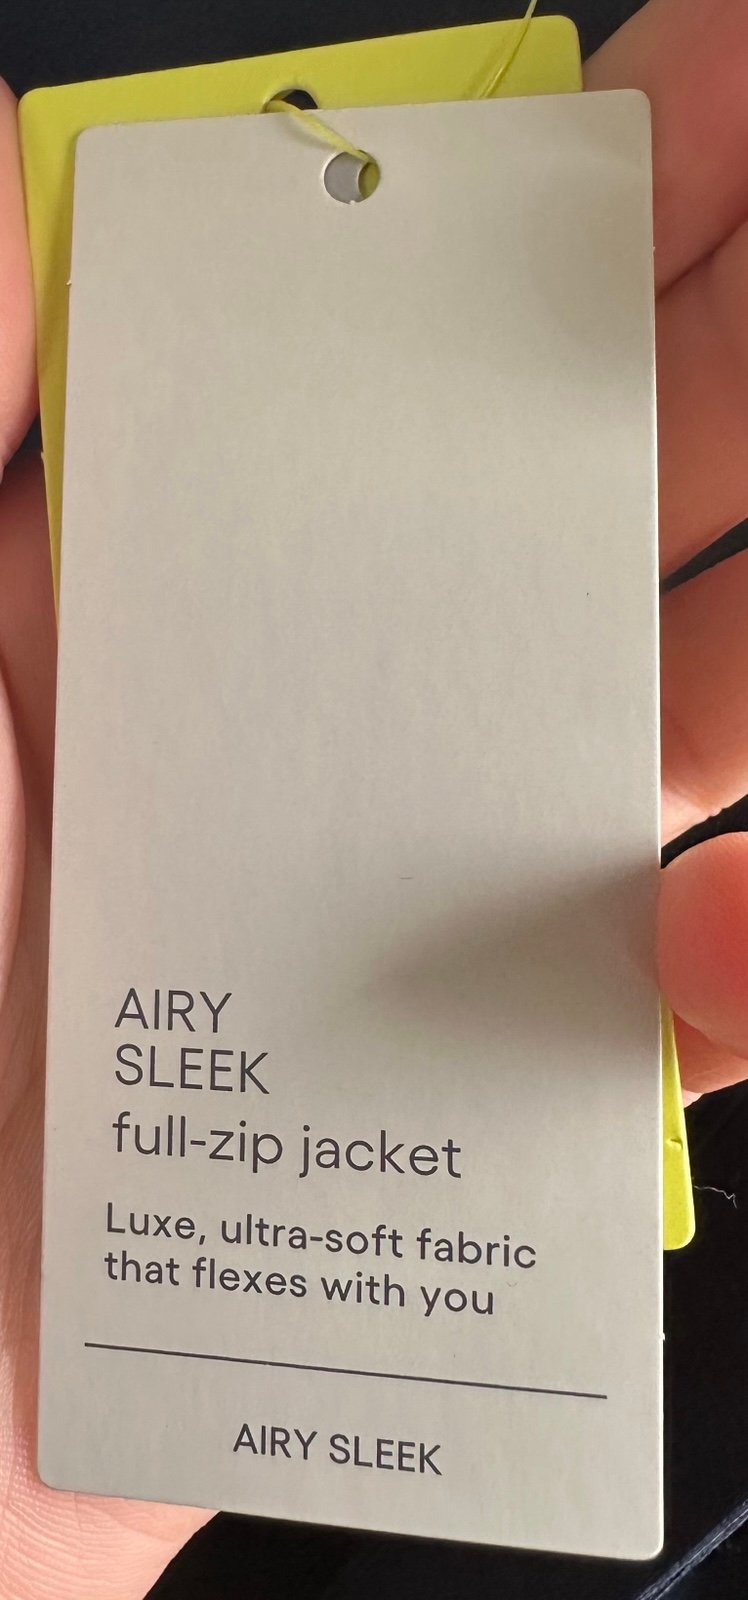 AIRY
SLEEK
full-zip jacket
Luxe, ultra-soft fabric
that flexes with you
AIRY SLEEK